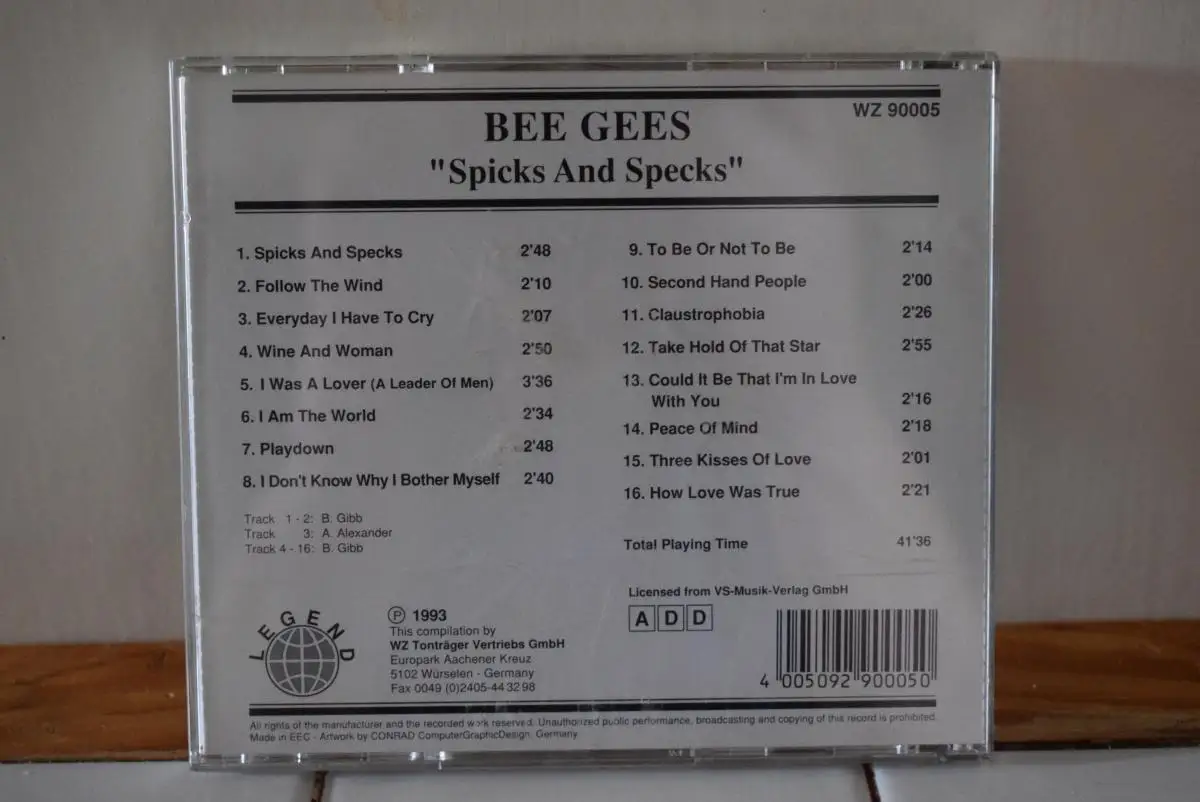 WZ 90005
BEE GEES
"Spicks And Specks"
1. Spicks And Specks 2'48
2. Follow The Wind 2'10
3. Everyday I Have To Cry 2'07
4. Wine And Woman 2'50
5. I Was A Lover (A Leader Of Men) 3'36
6. I Am The World 2'34
7. Playdown 2'48
8. I Don't Know Why I Bother Myself 2'40
Track 1 - 2: B. Gibb
Track 3: A. Alexander
Track 4 - 16: B. Gibb
9. To Be Or Not To Be 2'14
10. Second Hand People 2'00
11. Claustrophobia 2'26
12. Take Hold Of That Star 2'55
13. Could It Be That I'm In Love
With You 2'16
14. Peace Of Mind 2'18
15. Three Kisses Of Love 2'01
16. How Love Was True 2'21
Total Playing Time 41'36
Licensed from VS-Musik-Verlag GmbH
ADD
LEGEND
℗ 1993
This compilation by
WZ Tonträger Vertriebs GmbH
Europark Aachener Kreuz
5102 Würselen - Germany
Fax 0049 (0)2405-44 32 98
4 005092 900050
All rights of the manufacturer and the recorded work reserved. Unauthorized public performance, broadcasting and copying of this record is prohibited.
Made in EEC - Artwork by CONRAD ComputerGraphicDesign. Germany